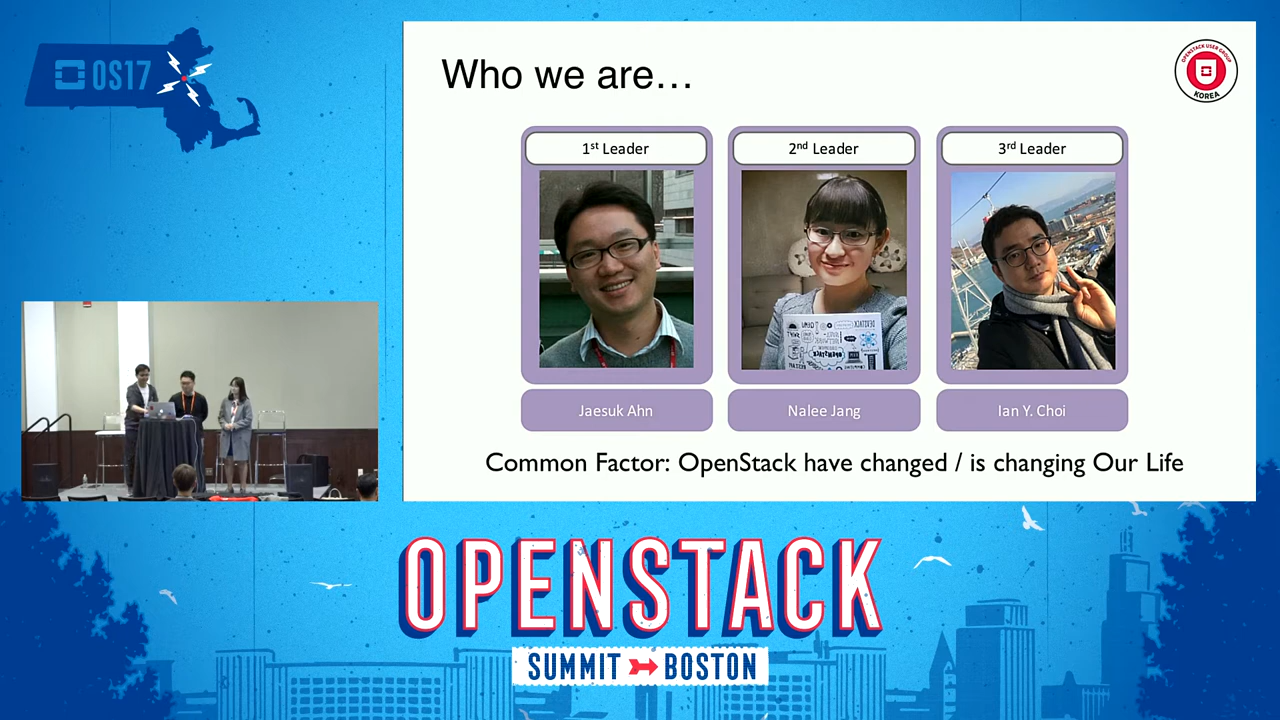 OS17
Who we are...
OPENSTACK USER GROUP
KOREA
1st Leader
2nd Leader
3rd Leader
Jaesuk Ahn
Nalee Jang
Ian Y. Choi
Common Factor: OpenStack have changed / is changing Our Life
OPENSTACK
SUMMIT BOSTON